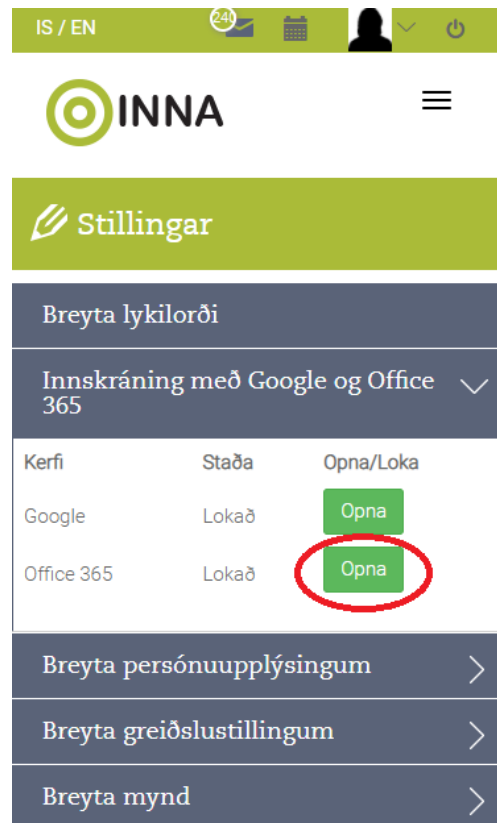 IS / EN
240
INNA
Stillingar
Breyta lykilorði
Innskráning með Google og Office
365
Kerfi Staða Opna/Loka
Google Lokað Opna
Office 365 Lokað Opna
Breyta persónuupplýsingum
Breyta greiðslustillingum
Breyta mynd